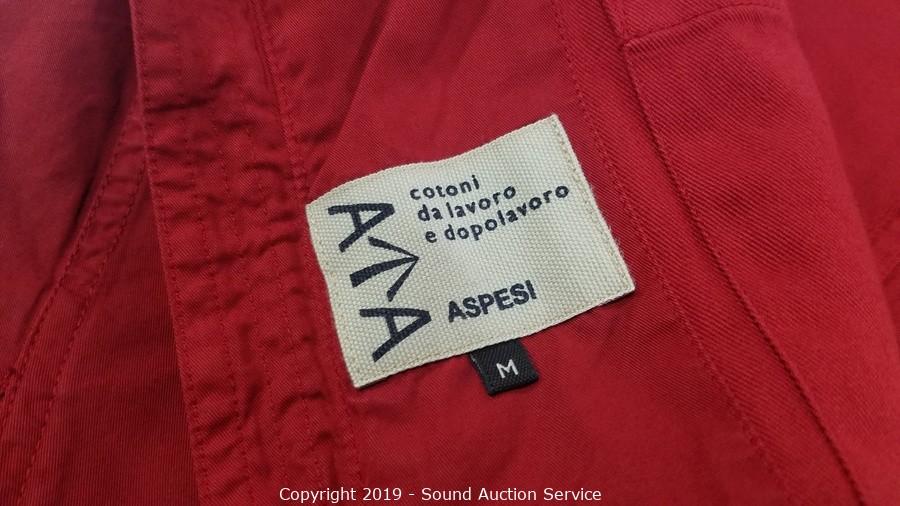 cotoni
da lavoro
e dopolavoro
ASPESI
M
Copyright 2019 - Sound Auction Service